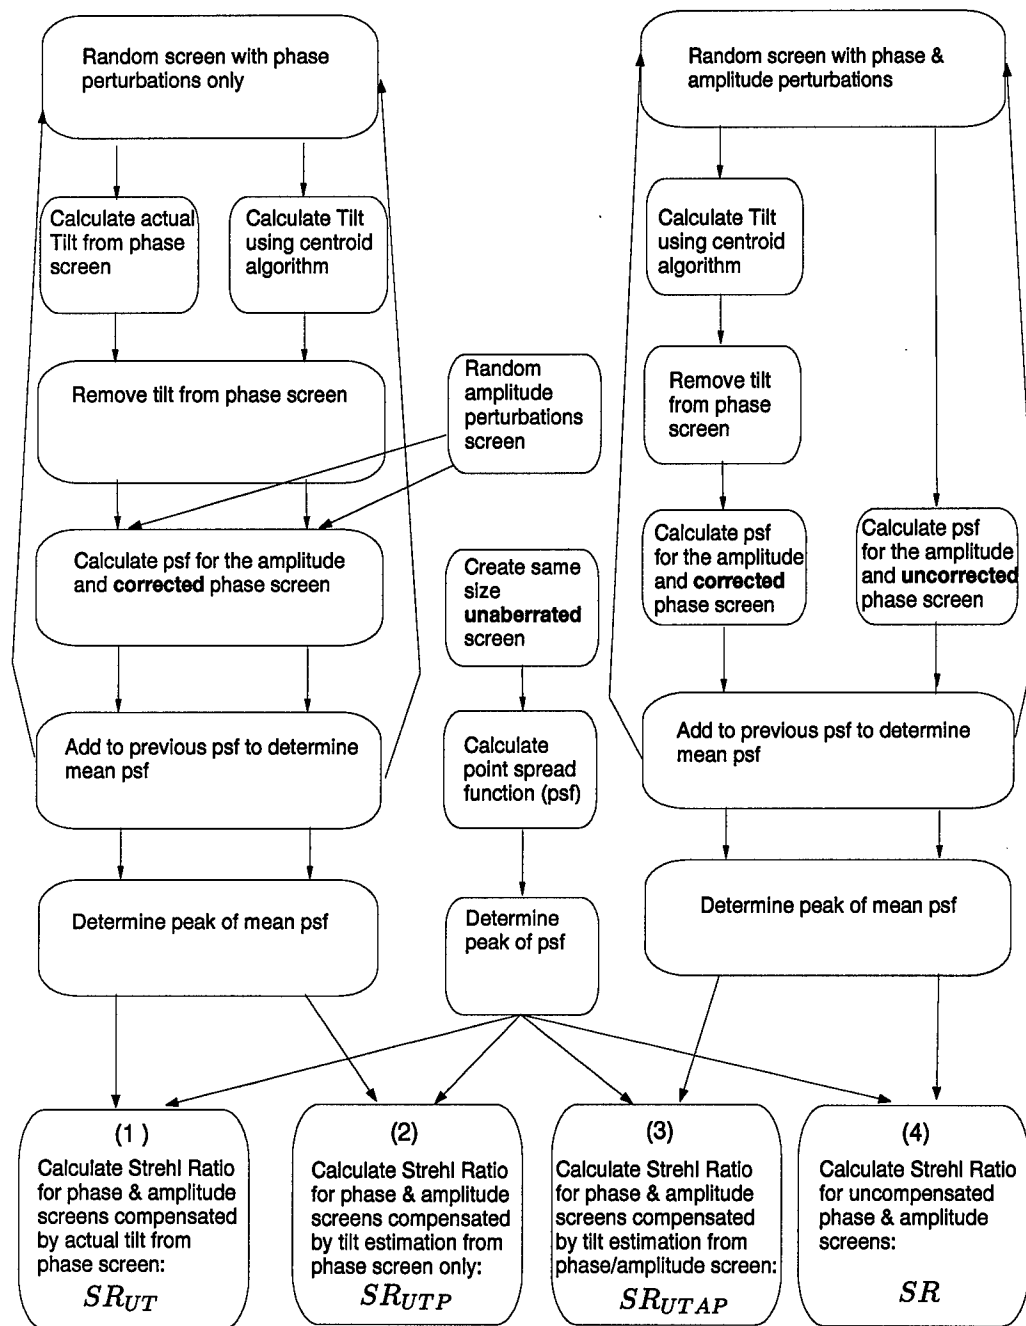 Random screen with phase
perturbations only
Calculate actual
Tilt from phase
screen
Calculate Tilt
using centroid
algorithm
Remove tilt from phase screen
Calculate psf for the amplitude
and corrected phase screen
Add to previous psf to determine
mean psf
Determine peak of mean psf
Random
amplitude
perturbations
screen
Create same
size
unaberrated
screen
Calculate
point spread
function (psf)
Determine
peak of psf
Random screen with phase &
amplitude perturbations
Calculate Tilt
using centroid
algorithm
Remove tilt
from phase
screen
Calculate psf
for the amplitude
and corrected
phase screen
Calculate psf
for the amplitude
and uncorrected
phase screen
Add to previous psf to determine
mean psf
Determine peak of mean psf
(1)
Calculate Strehl Ratio
for phase & amplitude
screens compensated
by actual tilt from
phase screen:
SR_{UT}
(2)
Calculate Strehl Ratio
for phase & amplitude
screens compensated
by tilt estimation from
phase screen only:
SR_{UTP}
(3)
Calculate Strehl Ratio
for phase & amplitude
screens compensated
by tilt estimation from
phase/amplitude screen:
SR_{UTAP}
(4)
Calculate Strehl Ratio
for uncompensated
phase & amplitude
screens:
SR